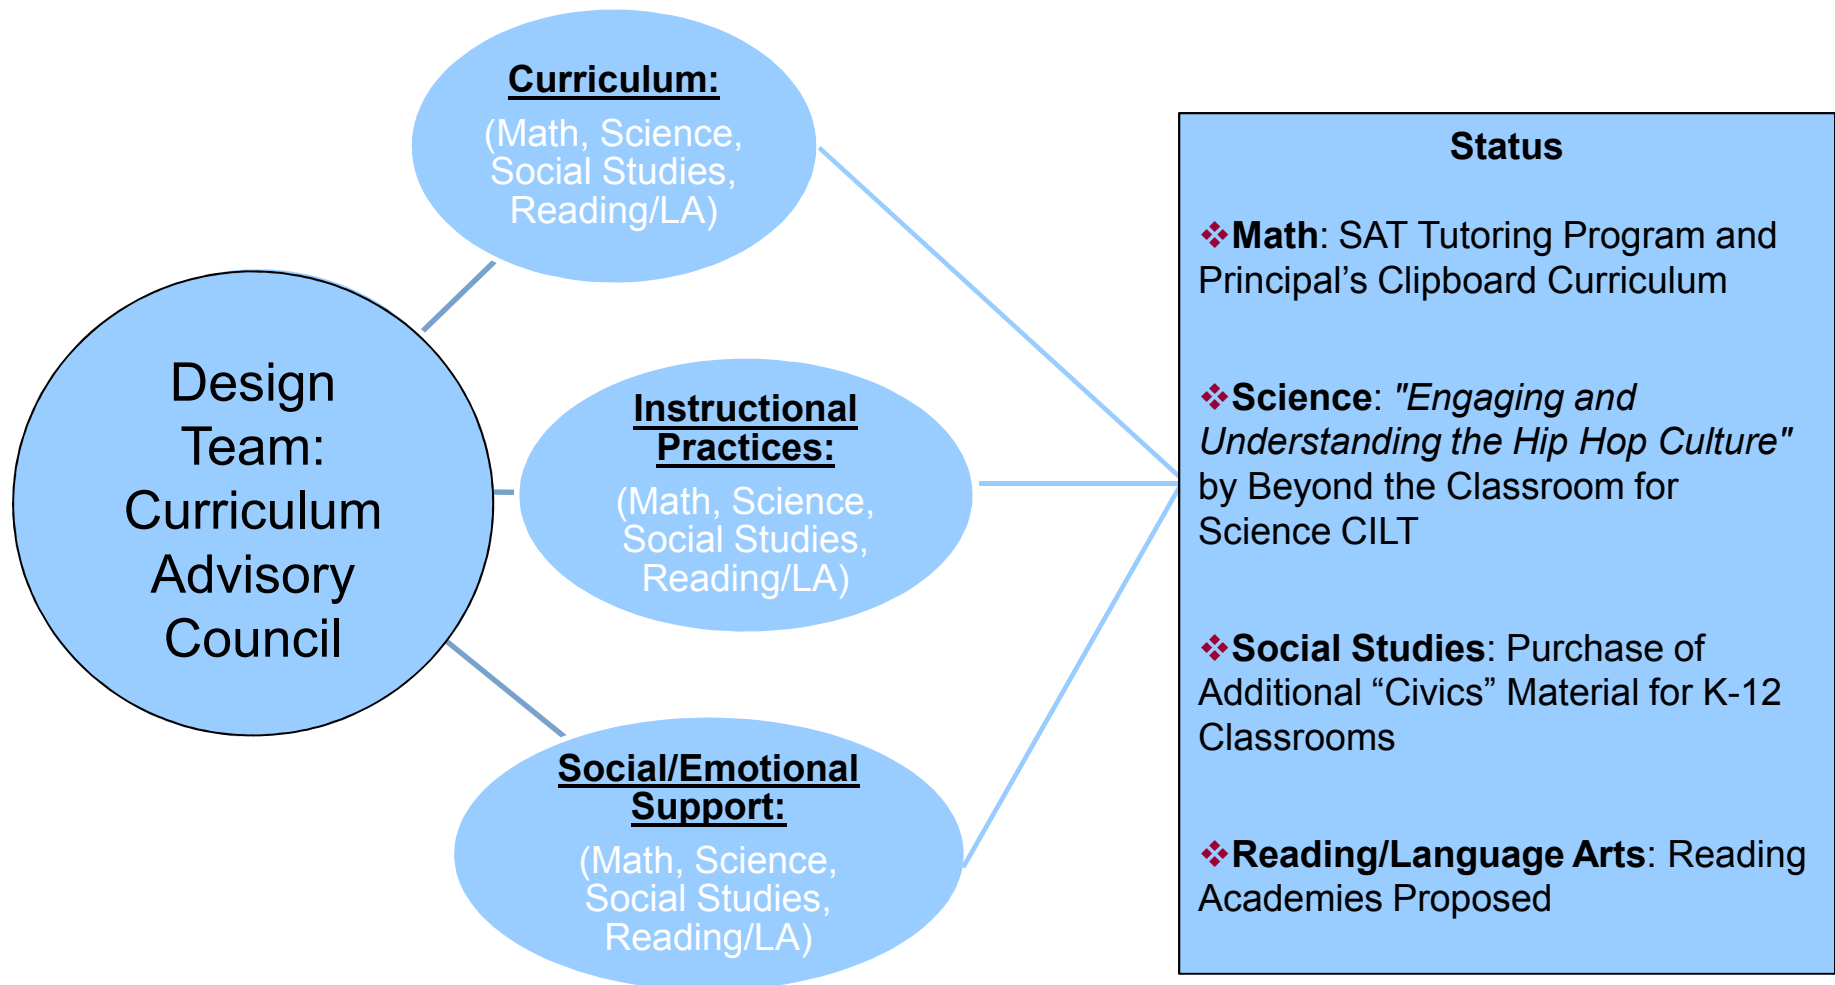 Curriculum:
(Math, Science,
Social Studies,
Reading/LA)
Design
Team:
Curriculum
Advisory
Council
Instructional
Practices:
(Math, Science,
Social Studies,
Reading/LA)
Social/Emotional
Support:
(Math, Science,
Social Studies,
Reading/LA)
Status
❖Math: SAT Tutoring Program and
Principal’s Clipboard Curriculum
❖Science: "Engaging and
Understanding the Hip Hop Culture"
by Beyond the Classroom for
Science CILT
❖Social Studies: Purchase of
Additional “Civics” Material for K-12
Classrooms
❖Reading/Language Arts: Reading
Academies Proposed